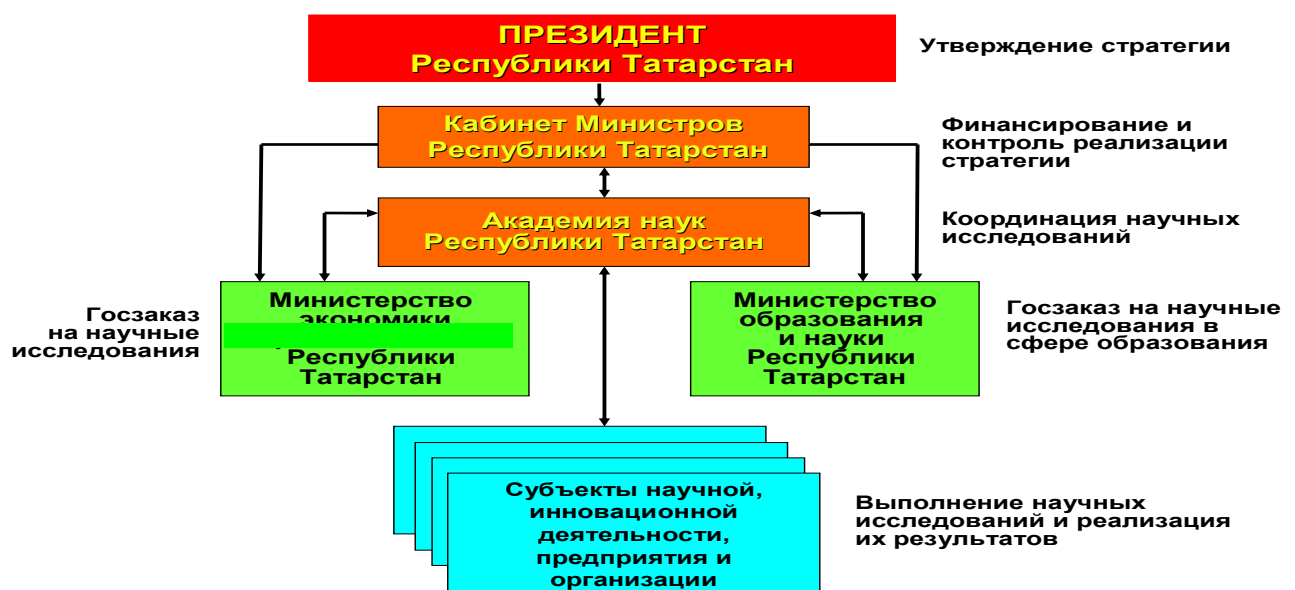 ПРЕЗИДЕНТ
Республики Татарстан
Утверждение стратегии
Кабинет Министров
Республики Татарстан
Финансирование и
контроль реализации
стратегии
Академия наук
Республики Татарстан
Координация научных
исследований
Госзаказ
на научные
исследования
Министерство
экономики
Республики
Татарстан
Министерство
образования
и науки
Республики
Татарстан
Госзаказ на научные
исследования в
сфере образования
Субъекты научной,
инновационной
деятельности,
предприятия и
организации
Выполнение научных
исследований и реализация
их результатов